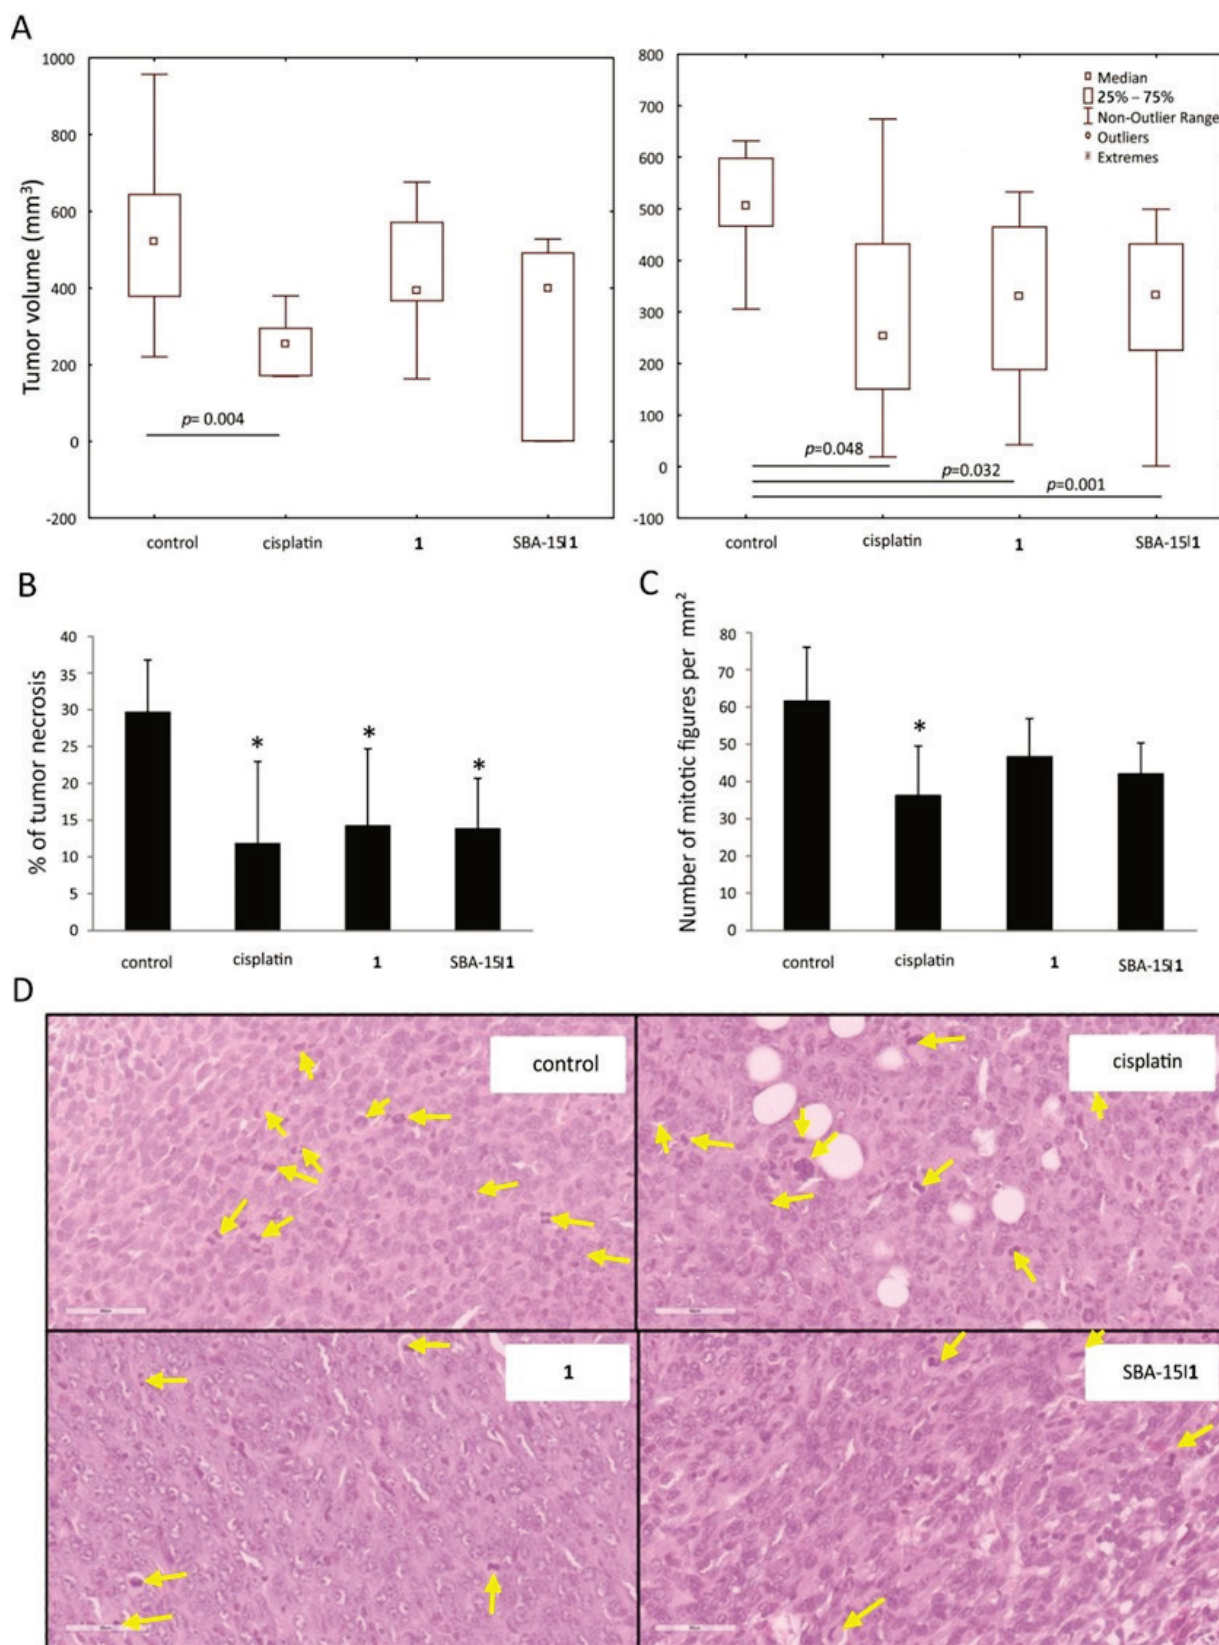 A
1000
800
600
400
200
0
-200
Tumor volume (mm³)
p= 0.004
control
cisplatin
1
SBA-15|1
800
700
600
500
400
300
200
100
0
-100
Median
25% – 75%
Non-Outlier Range
Outliers
Extremes
p=0.048
p=0.032
p=0.001
control
cisplatin
1
SBA-15|1
B
40
35
30
25
20
15
10
5
0
% of tumor necrosis
*
*
*
control
cisplatin
1
SBA-15|1
C
80
70
60
50
40
30
20
10
0
Number of mitotic figures per mm²
*
control
cisplatin
1
SBA-15|1
D
control
cisplatin
1
SBA-15|1